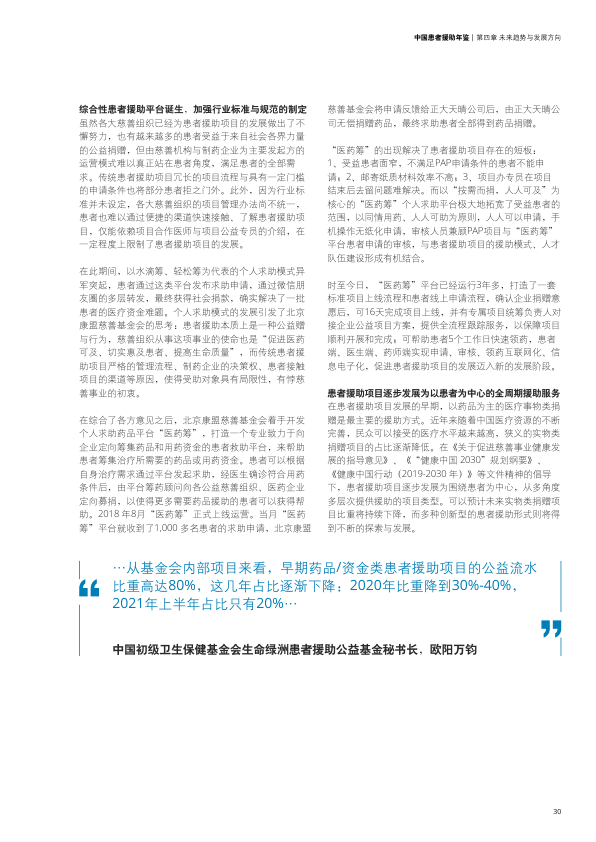 中国患者援助年鉴 | 第四章 未来趋势与发展方向
综合性患者援助平台诞生，加强行业标准与规范的制定
虽然各大慈善组织已经为患者援助项目的发展做出了不
懈努力，也有越来越多的患者受益于来自社会各界力量
的公益捐赠，但由慈善机构与制药企业为主要发起方的
运营模式难以真正站在患者角度，满足患者的全部需
求。传统患者援助项目冗长的项目流程与具有一定门槛
的申请条件也将部分患者拒之门外。此外，因为行业标
准并未设定，各大慈善组织的项目管理办法尚不统一，
患者也难以通过便捷的渠道快速接触、了解患者援助项
目，仅能依赖项目合作医师与项目公益专员的介绍，在
一定程度上限制了患者援助项目的发展。
在此期间，以水滴筹、轻松筹为代表的个人求助模式异
军突起，患者通过这类平台发布求助申请，通过微信朋
友圈的多层转发，最终获得社会捐款，确实解决了一批
患者的医疗资金难题，个人求助模式的发展引发了北京
康盟慈善基金会的思考：患者援助本质上是一种公益赠
与行为，慈善组织从事这项事业的使命也是“促进医药
可及、切实惠及患者、提高生命质量”，而传统患者援
助项目严格的管理流程、制药企业的决策权、患者接触
项目的渠道等原因，使得受助对象具有局限性，有悖慈
善事业的初衷。
在综合了各方意见之后，北京康盟慈善基金会着手开发
个人求助药品平台“医药筹”，打造一个专业致力于向
企业定向筹集药品和用药资金的患者救助平台，来帮助
患者筹集治疗所需要的药品或用药资金。患者可以根据
自身治疗需求通过平台发起求助，经医生确诊符合用药
条件后，由平台筹药顾问向各公益慈善组织、医药企业
定向募捐，以使得更多需要药品援助的患者可以获得帮
助。2018 年8月“医药筹”正式上线运营。当月“医药
筹”平台就收到了1,000 多名患者的求助申请，北京康盟
慈善基金会将申请反馈给正大天晴公司后，由正大天晴公
司无偿捐赠药品，最终求助患者全部得到药品捐赠。
“医药筹”的出现解决了患者援助项目存在的短板：
1、受益患者面窄，不满足PAP申请条件的患者不能申
请；2、邮寄纸质材料效率不高；3、项目办专员在项目
结束后去留问题难解决。而以“按需而捐，人人可及”为
核心的“医药筹”个人求助平台极大地拓宽了受益患者的
范围，以同情用药、人人可助为原则，人人可以申请，手
机操作无纸化申请，审核人员兼顾PAP项目与“医药筹”
平台患者申请的审核，与患者援助项目的援助模式、人才
队伍建设形成有机结合。
时至今日，“医药筹”平台已经运行3年多，打造了一套
标准项目上线流程和患者线上申请流程，确认企业捐赠意
愿后，可16天完成项目上线，并有专属项目统筹负责人对
接企业公益项目方案，提供全流程跟踪服务，以保障项目
顺利开展和完成；可帮助患者5个工作日快速领药，患者
端、医生端、药师端实现申请、审核、领药互联网化、信
息电子化，促进患者援助项目的发展迈入新的发展阶段。
患者援助项目逐步发展为以患者为中心的全周期援助服务
在患者援助项目发展的早期，以药品为主的医疗事物类捐
赠是最主要的援助方式。近年来随着中国医疗资源的不断
完善，民众可以接受的医疗水平越来越高，狭义的实物类
捐赠项目的占比逐渐降低。在《关于促进慈善事业健康发
展的指导意见》、《“健康中国 2030”规划纲要》、
《健康中国行动（2019-2030 年）》等文件精神的倡导
下，患者援助项目逐步发展为围绕患者为中心，从多角度
多层次提供援助的项目类型。可以预计未来实物类捐赠项
目比重将持续下降，而多种创新型的患者援助形式则将得
到不断的探索与发展。
“
…从基金会内部项目来看，早期药品/资金类患者援助项目的公益流水
比重高达80%，这几年占比逐渐下降：2020年比重降到30%-40%，
2021年上半年占比只有20%…
”
中国初级卫生保健基金会生命绿洲患者援助公益基金秘书长，欧阳万钧
30